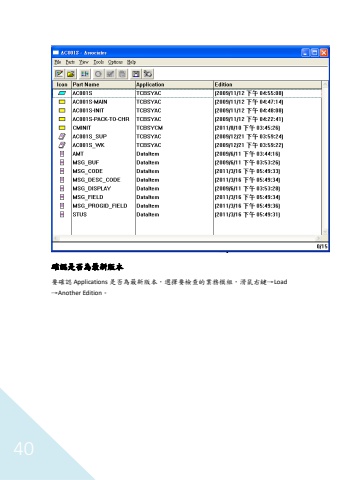 AC001S - Associates
File Parts View Tools Options Help
Icon Part Name Application Edition
AC001S TCBSYAC (2009/11/12 下午 04:55:00)
AC001S-MAIN TCBSYAC (2009/11/12 下午 04:47:14)
AC001S-INIT TCBSYAC (2009/11/12 下午 04:48:08)
AC001S-PACK-TO-CHR TCBSYAC (2009/11/12 下午 04:22:41)
CMINIT TCBSYCM (2011/8/10 下午 03:45:26)
AC001S_SUP TCBSYAC (2009/12/21 下午 03:59:24)
AC001S_WK TCBSYAC (2009/12/21 下午 03:59:22)
AMT DataItem (2009/6/11 下午 03:44:16)
MSG_BUF DataItem (2009/6/11 下午 03:53:26)
MSG_CODE DataItem (2011/3/16 下午 05:49:33)
MSG_DESC_CODE DataItem (2011/3/16 下午 05:49:34)
MSG_DISPLAY DataItem (2009/6/11 下午 03:53:28)
MSG_FIELD DataItem (2011/3/16 下午 05:49:34)
MSG_PROGID_FIELD DataItem (2011/3/16 下午 05:49:36)
STUS DataItem (2011/3/16 下午 05:49:31)
0/15
確認是否為最新版本
要確認 Applications 是否為最新版本，選擇要檢查的業務模組，滑鼠右鍵→Load
→Another Edition。
40